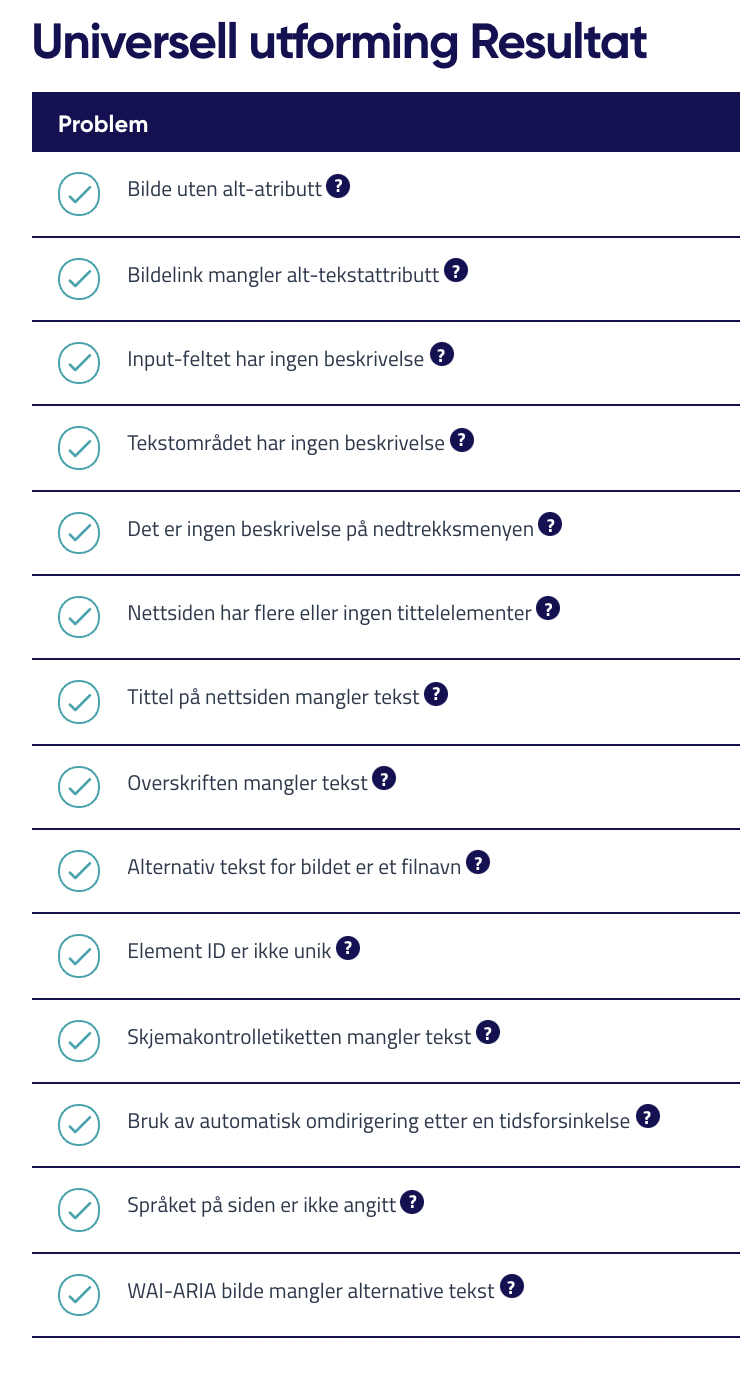 Universell utforming Resultat
Problem
Bilde uten alt-atributt ?
Bildelink mangler alt-tekstattributt ?
Input-feltet har ingen beskrivelse ?
Tekstområdet har ingen beskrivelse ?
Det er ingen beskrivelse på nedtrekksmenyen ?
Nettsiden har flere eller ingen tittelelementer ?
Tittel på nettsiden mangler tekst ?
Overskriften mangler tekst ?
Alternativ tekst for bildet er et filnavn ?
Element ID er ikke unik ?
Skjemakontrolletiketten mangler tekst ?
Bruk av automatisk omdirigering etter en tidsforsinkelse ?
Språket på siden er ikke angitt ?
WAI-ARIA bilde mangler alternative tekst ?